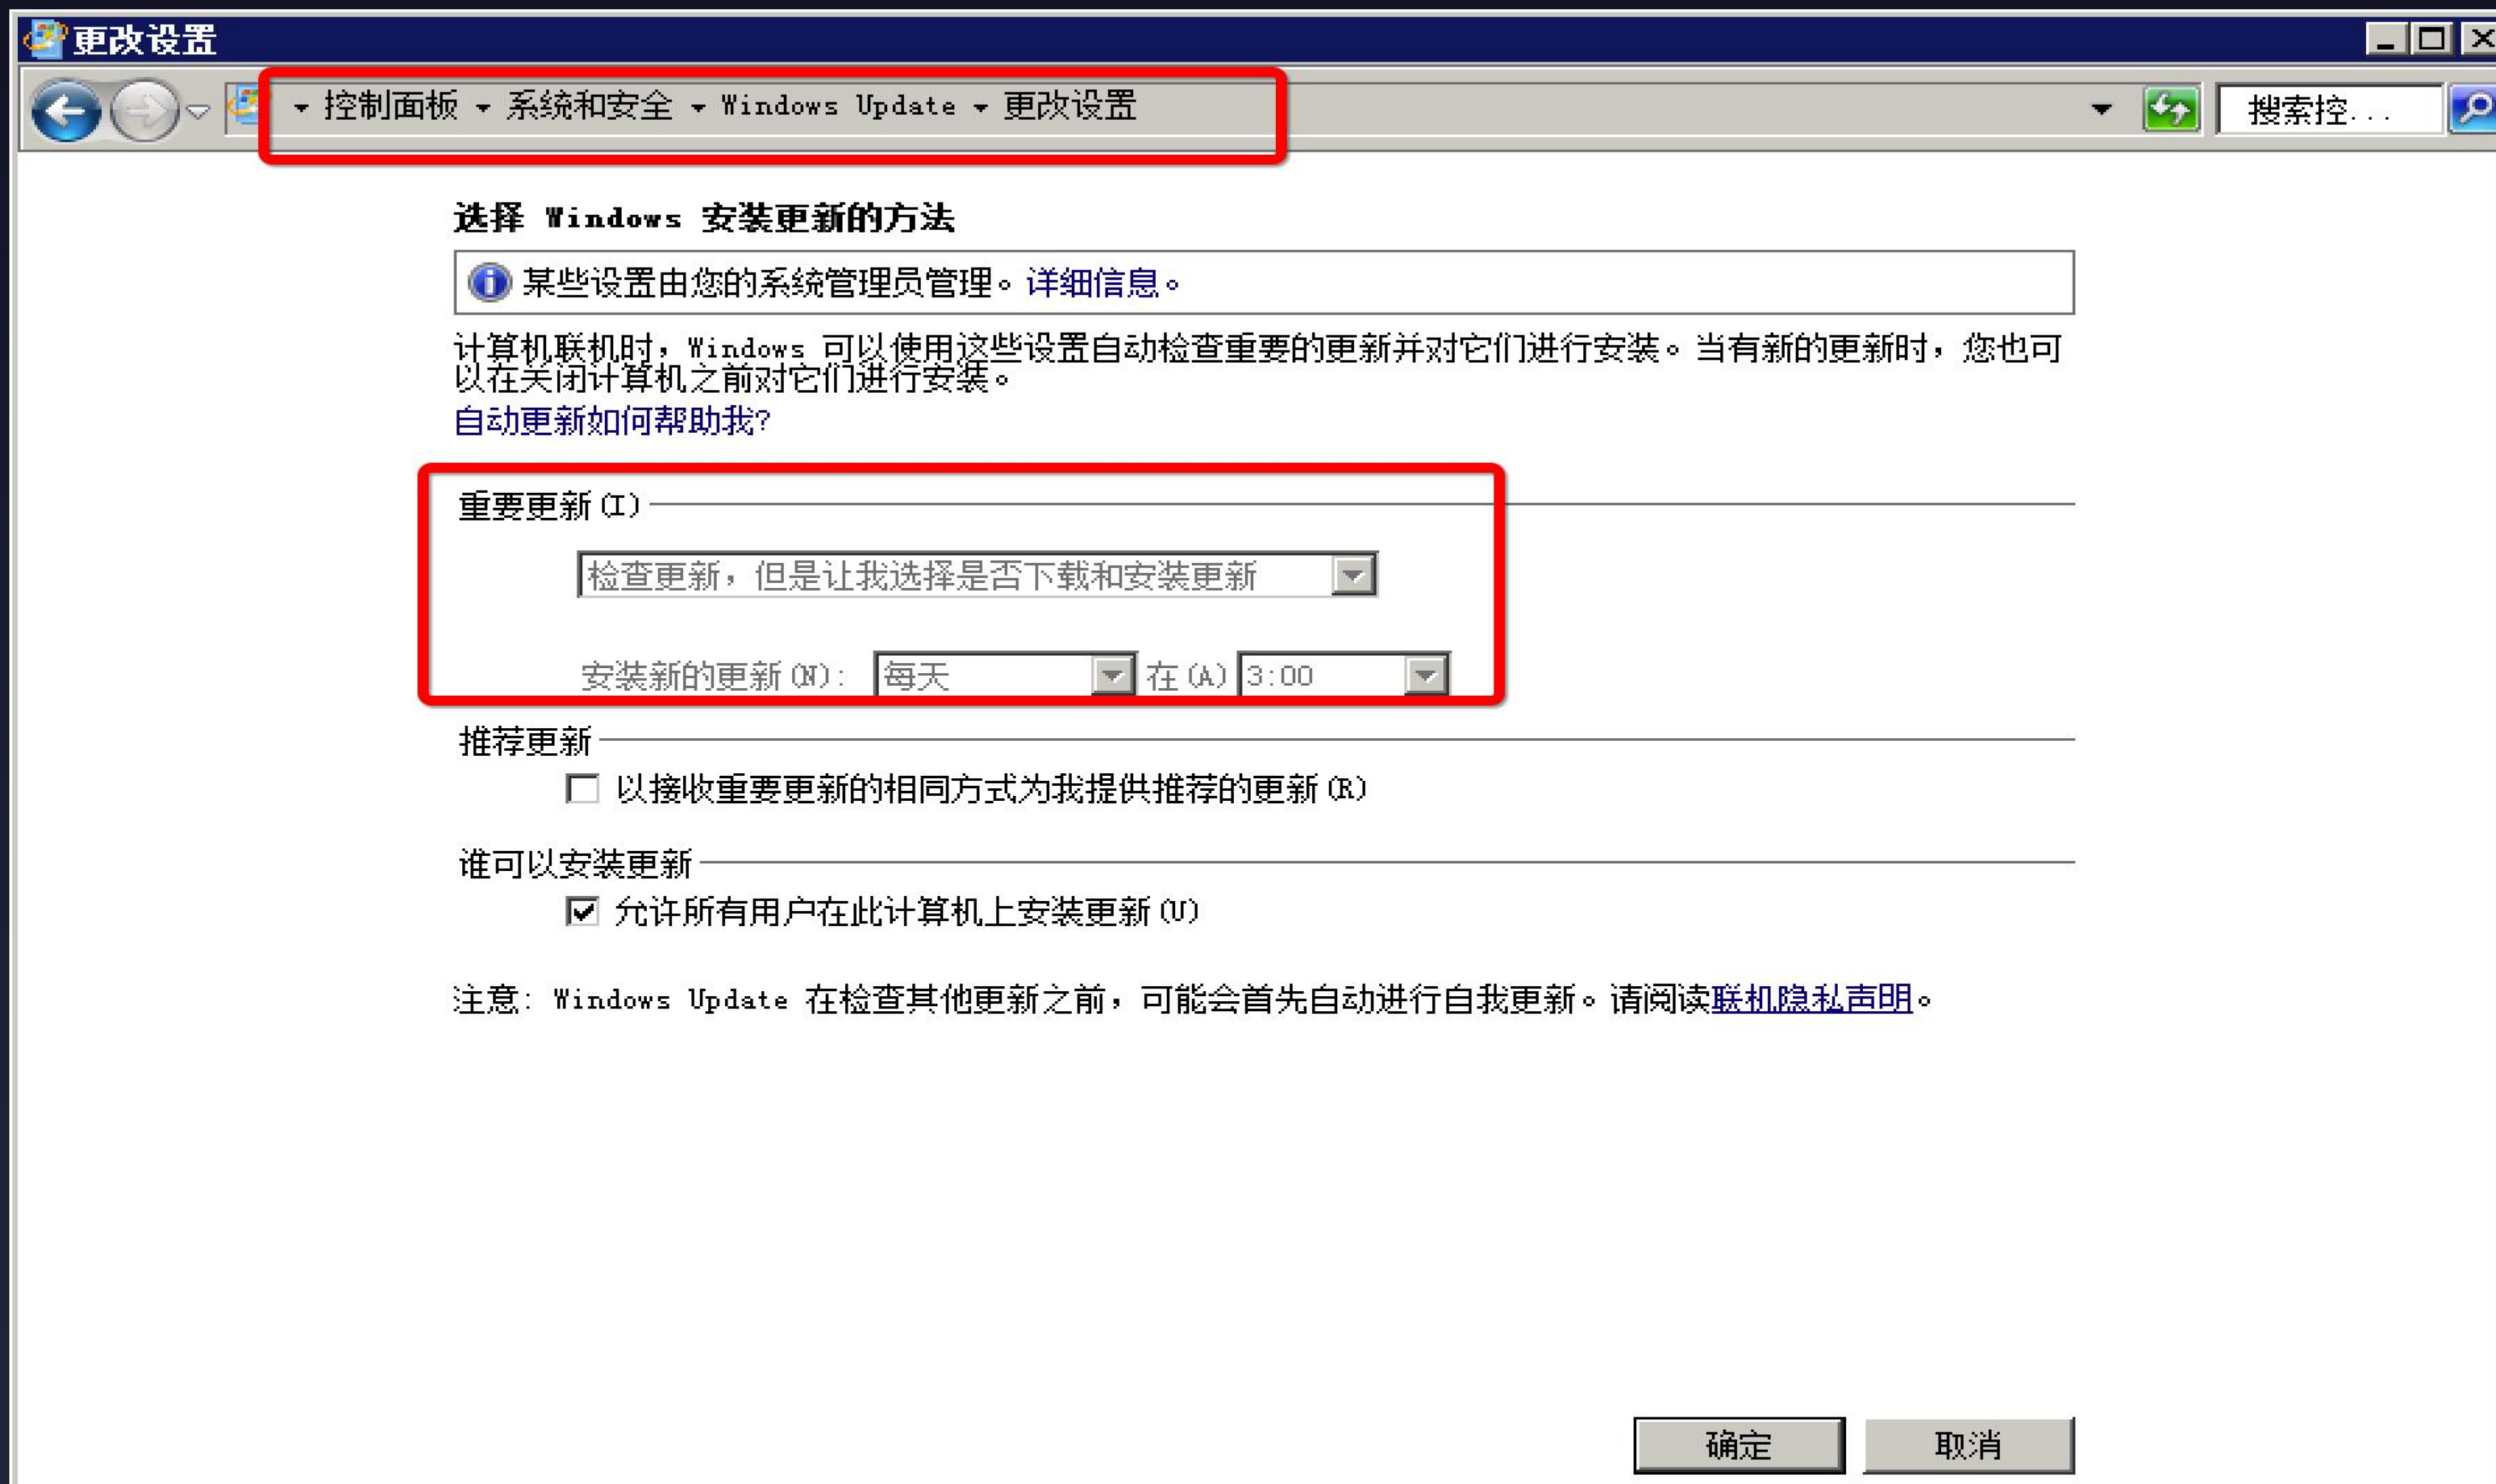 更改设置
控制面板 系统和安全 Windows Update 更改设置 搜索控...
选择 Windows 安装更新的方法
某些设置由您的系统管理员管理。详细信息。
计算机联机时，Windows 可以使用这些设置自动检查重要的更新并对它们进行安装。当有新的更新时，您也可
以在关闭计算机之前对它们进行安装。
自动更新如何帮助我?
重要更新(I)
检查更新，但是让我选择是否下载和安装更新
安装新的更新(N): 每天 在(A) 3:00
推荐更新
以接收重要更新的相同方式为我提供推荐的更新(R)
谁可以安装更新
允许所有用户在此计算机上安装更新(U)
注意: Windows Update 在检查其他更新之前，可能会首先自动进行自我更新。请阅读联机隐私声明。
确定 取消